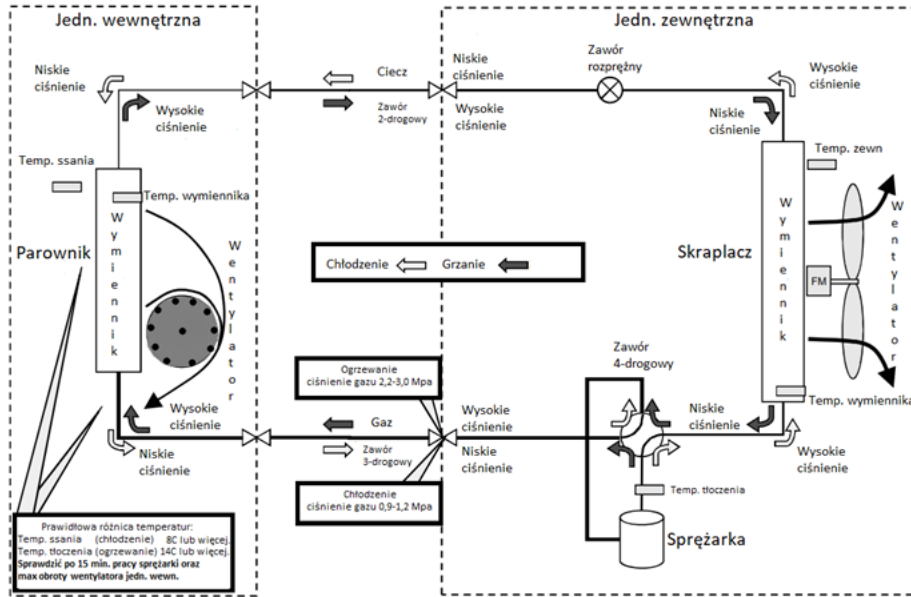 Jedn. wewnętrzna
Jedn. zewnętrzna
Niskie
ciśnienie
Wysokie
ciśnienie
Ciecz
Zawór
2-drogowy
Niskie
ciśnienie
Wysokie
ciśnienie
Zawór
rozprężny
Wysokie
ciśnienie
Niskie
ciśnienie
Temp. ssania
Temp. wymiennika
Temp. zewn
Parownik
Wymiennik
Wentylator
Chłodzenie
Grzanie
Skraplacz
Wymiennik
FM
Wentylator
Ogrzewanie
ciśnienie gazu 2,2-3,0 Mpa
Zawór
4-drogowy
Temp. wymiennika
Wysokie
ciśnienie
Niskie
ciśnienie
Gaz
Zawór
3-drogowy
Wysokie
ciśnienie
Niskie
ciśnienie
Niskie
ciśnienie
Wysokie
ciśnienie
Chłodzenie
ciśnienie gazu 0,9-1,2 Mpa
Temp. tłoczenia
Sprężarka
Prawidłowa różnica temperatur:
Temp. ssania (chłodzenie) 8C lub więcej.
Temp. tłoczenia (ogrzewanie) 14C lub więcej.
Sprawdzić po 15 min. pracy sprężarki oraz
max obroty wentylatora jedn. wewn.